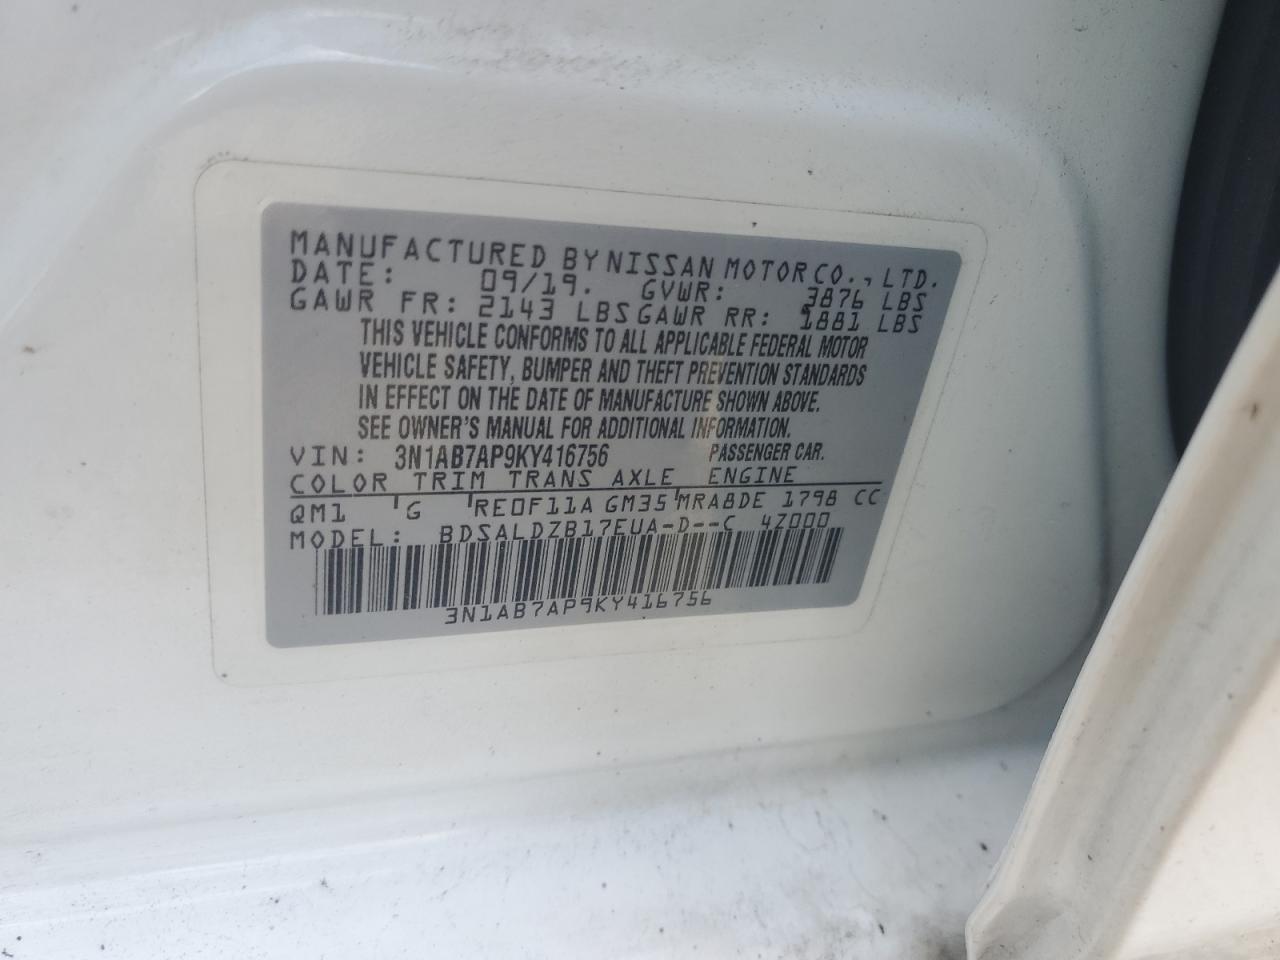 MANUFACTURED BY NISSAN MOTOR CO., LTD.
DATE: 09/19. GVWR: 3876 LBS
GAWR FR: 2143 LBS GAWR RR: 1881 LBS
THIS VEHICLE CONFORMS TO ALL APPLICABLE FEDERAL MOTOR
VEHICLE SAFETY, BUMPER AND THEFT PREVENTION STANDARDS
IN EFFECT ON THE DATE OF MANUFACTURE SHOWN ABOVE.
SEE OWNER'S MANUAL FOR ADDITIONAL INFORMATION.
VIN: 3N1AB7AP9KY416756 PASSENGER CAR.
COLOR TRIM TRANS AXLE ENGINE
QM1 G RE0F11A GM35 MRA8DE 1798 CC
MODEL: BDSALDZB17EUA-D--C 4Z000
3N1AB7AP9KY416756